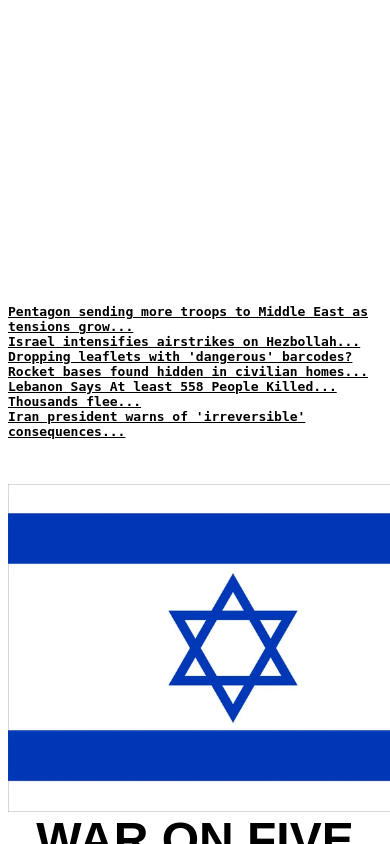 Pentagon sending more troops to Middle East as
tensions grow...
Israel intensifies airstrikes on Hezbollah...
Dropping leaflets with 'dangerous' barcodes?
Rocket bases found hidden in civilian homes...
Lebanon Says At least 558 People Killed...
Thousands flee...
Iran president warns of 'irreversible'
consequences...
WAR ON FIVE